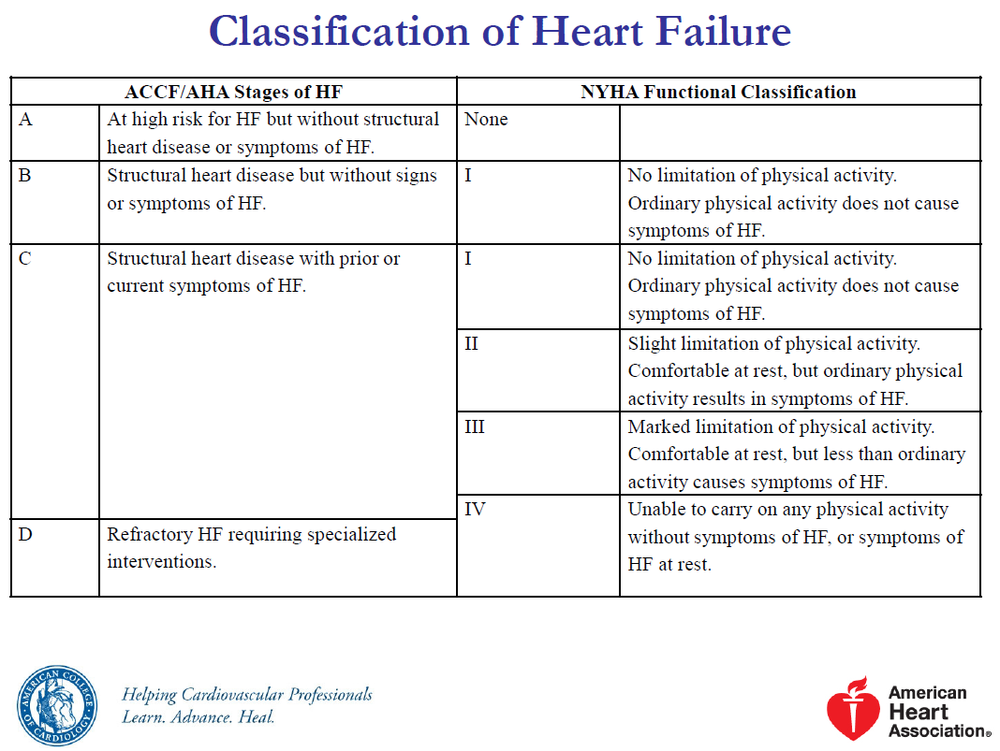 Classification of Heart Failure
ACCF/AHA Stages of HF
NYHA Functional Classification
A
At high risk for HF but without structural
heart disease or symptoms of HF.
None
B
Structural heart disease but without signs
or symptoms of HF.
I
No limitation of physical activity.
Ordinary physical activity does not cause
symptoms of HF.
C
Structural heart disease with prior or
current symptoms of HF.
I
No limitation of physical activity.
Ordinary physical activity does not cause
symptoms of HF.
II
Slight limitation of physical activity.
Comfortable at rest, but ordinary physical
activity results in symptoms of HF.
III
Marked limitation of physical activity.
Comfortable at rest, but less than ordinary
activity causes symptoms of HF.
IV
Unable to carry on any physical activity
without symptoms of HF, or symptoms of
HF at rest.
D
Refractory HF requiring specialized
interventions.
AMERICAN COLLEGE
OF CARDIOLOGY
Helping Cardiovascular Professionals
Learn. Advance. Heal.
American
Heart
Association®